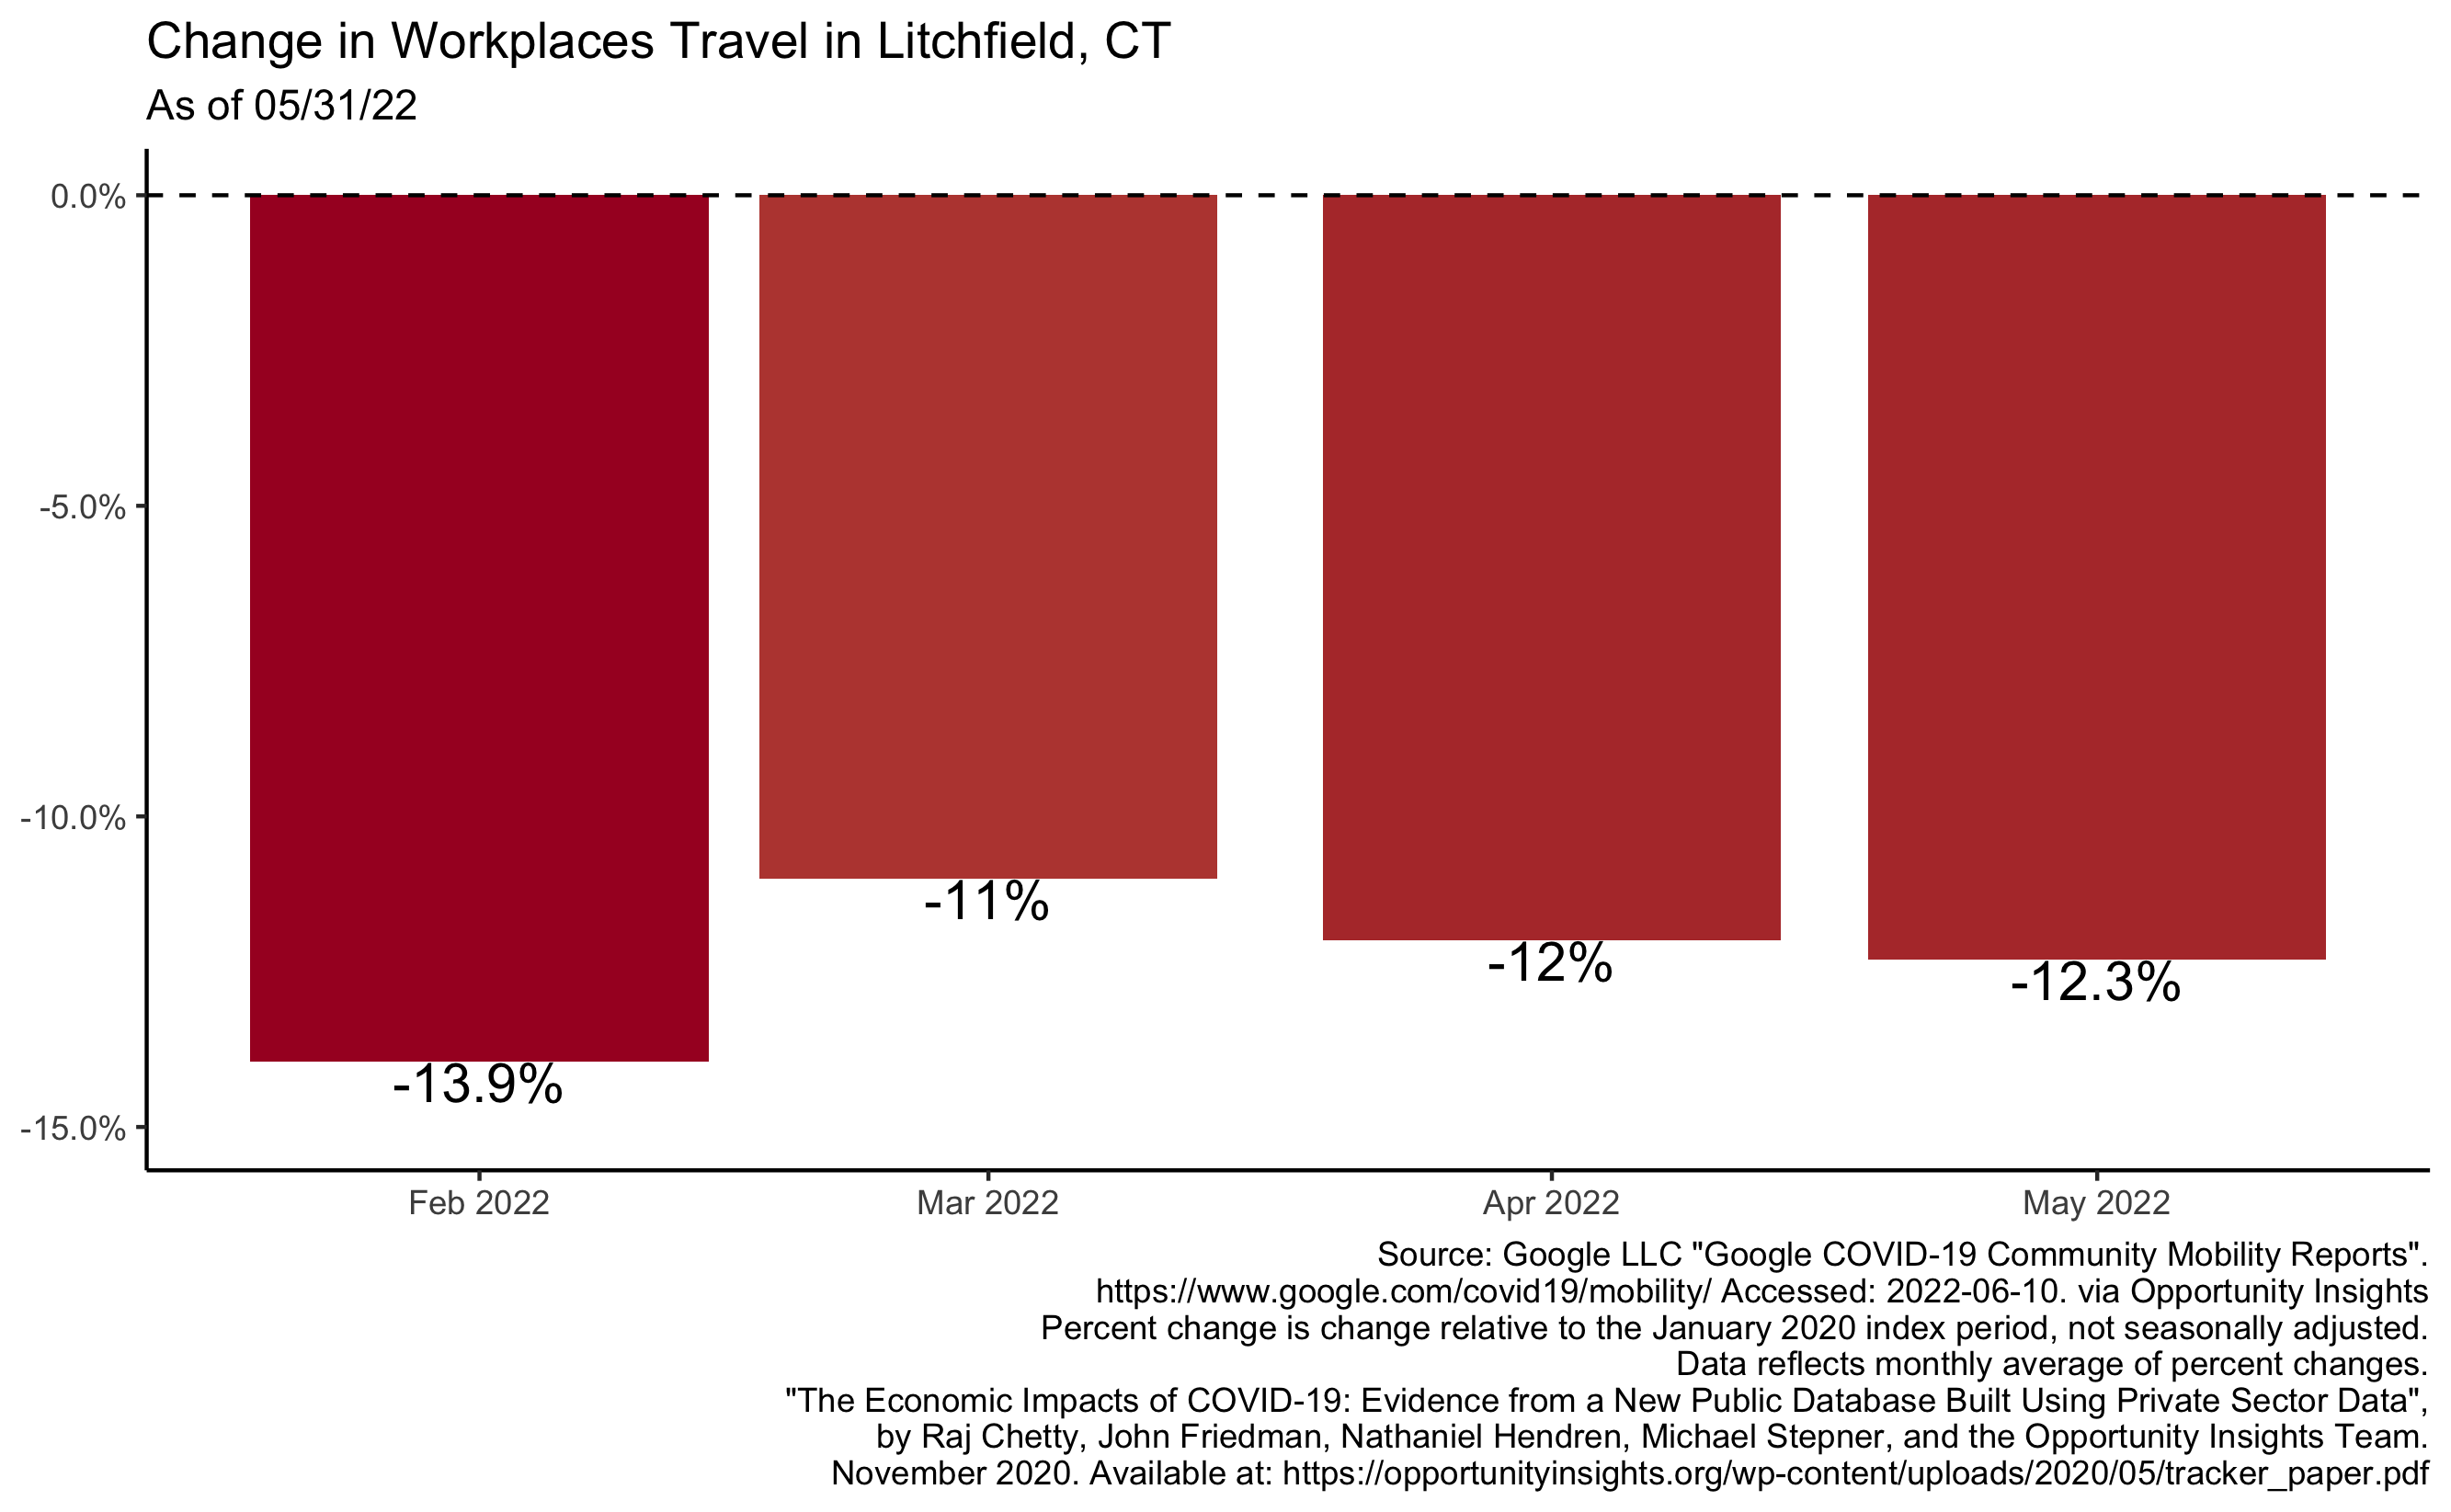 Change in Workplaces Travel in Litchfield, CT
As of 05/31/22
0.0%
-5.0%
-10.0%
-15.0%
-13.9%
-11%
-12%
-12.3%
Feb 2022
Mar 2022
Apr 2022
May 2022
Source: Google LLC "Google COVID-19 Community Mobility Reports".
https://www.google.com/covid19/mobility/ Accessed: 2022-06-10. via Opportunity Insights
Percent change is change relative to the January 2020 index period, not seasonally adjusted.
Data reflects monthly average of percent changes.
"The Economic Impacts of COVID-19: Evidence from a New Public Database Built Using Private Sector Data",
by Raj Chetty, John Friedman, Nathaniel Hendren, Michael Stepner, and the Opportunity Insights Team.
November 2020. Available at: https://opportunityinsights.org/wp-content/uploads/2020/05/tracker_paper.pdf